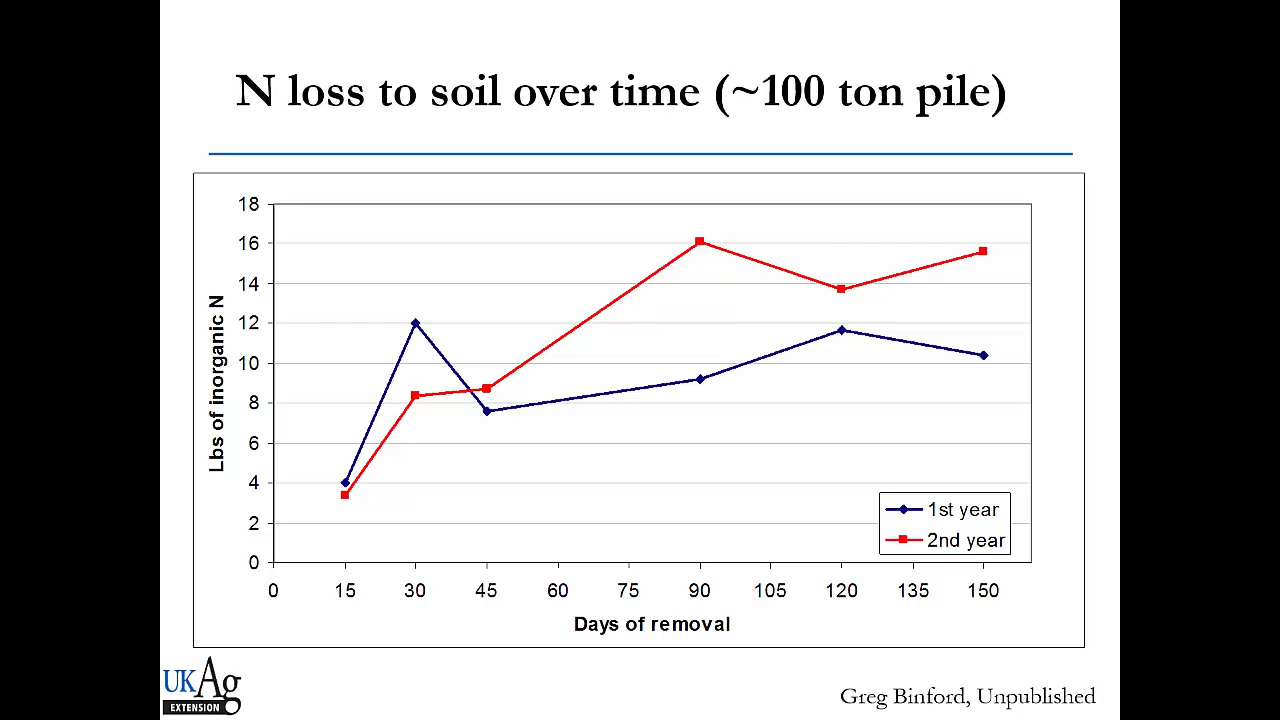 N loss to soil over time (~100 ton pile)
18
16
14
12
10
8
6
4
2
0
Lbs of inorganic N
0 15 30 45 60 75 90 105 120 135 150
Days of removal
1st year
2nd year
UKAg
EXTENSION
Greg Binford, Unpublished